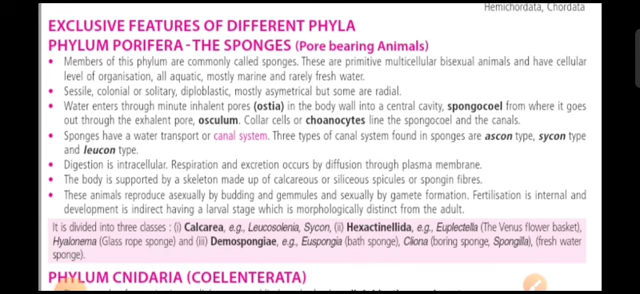 Hemichordata, Chordata
EXCLUSIVE FEATURES OF DIFFERENT PHYLA
PHYLUM PORIFERA - THE SPONGES (Pore bearing Animals)
• Members of this phylum are commonly called sponges. These are primitive multicellular bisexual animals and have cellular
level of organisation, all aquatic, mostly marine and rarely fresh water.
• Sessile, colonial or solitary, diploblastic, mostly asymetrical but some are radial.
• Water enters through minute inhalent pores (ostia) in the body wall into a central cavity, spongocoel from where it goes
out through the exhalent pore, osculum. Collar cells or choanocytes line the spongocoel and the canals.
• Sponges have a water transport or canal system. Three types of canal system found in sponges are ascon type, sycon type
and leucon type.
• Digestion is intracellular. Respiration and excretion occurs by diffusion through plasma membrane.
• The body is supported by a skeleton made up of calcareous or siliceous spicules or spongin fibres.
• These animals reproduce asexually by budding and gemmules and sexually by gamete formation. Fertilisation is internal and
development is indirect having a larval stage which is morphologically distinct from the adult.
It is divided into three classes : (i) Calcarea, e.g., Leucosolenia, Sycon, (ii) Hexactinellida, e.g., Euplectella (The Venus flower basket),
Hyalonema (Glass rope sponge) and (iii) Demospongiae, e.g., Euspongia (bath sponge), Cliona (boring sponge, Spongilla), (fresh water
sponge).
PHYLUM CNIDARIA (COELENTERATA)